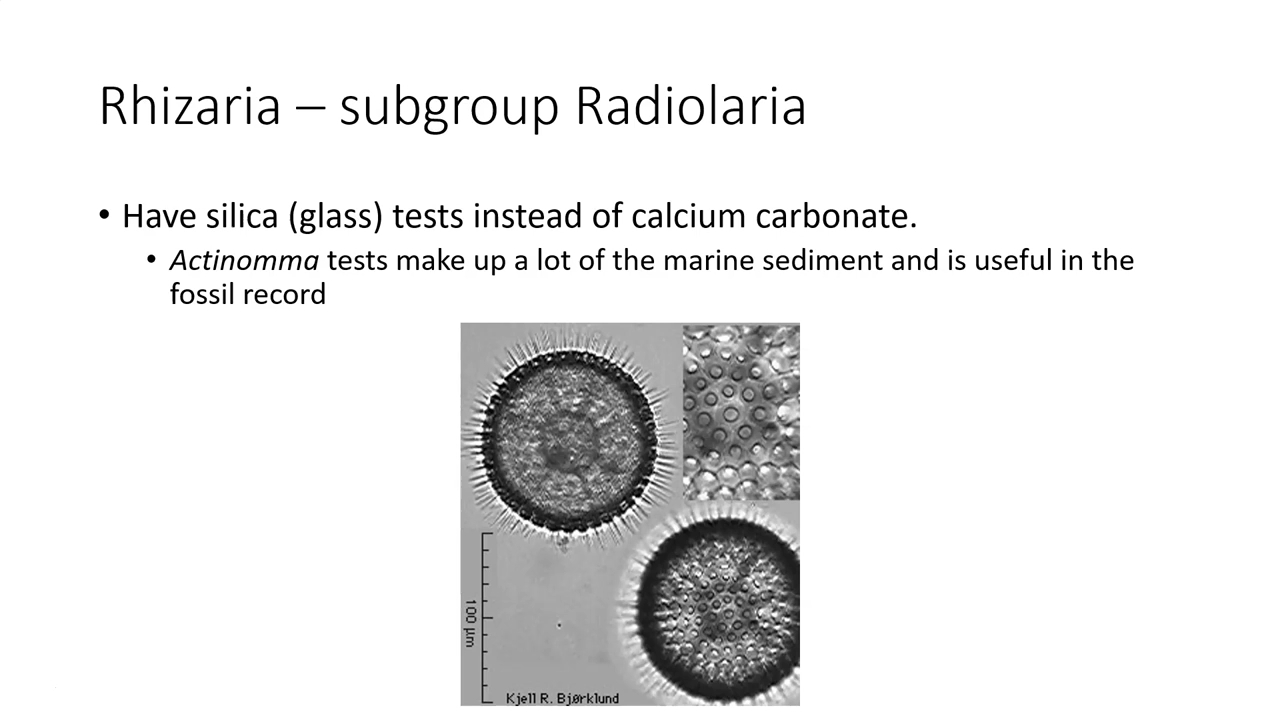 Rhizaria – subgroup Radiolaria
• Have silica (glass) tests instead of calcium carbonate.
• Actinomma tests make up a lot of the marine sediment and is useful in the
fossil record
100 µm
Kjell R. Bjørklund